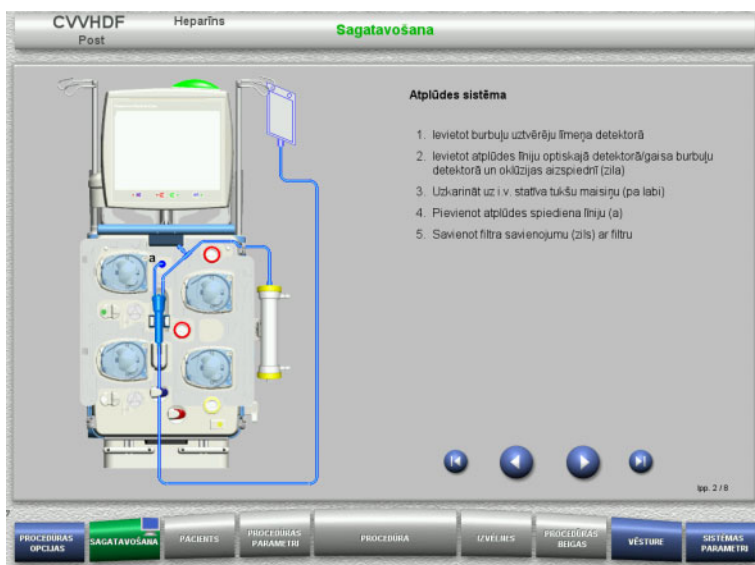 CVVHDF Heparīns
Post
Sagatavošana
Atplūdes sistēma
1. Ievietot burbuļu uztvērēju līmeņa detektorā
2. Ievietot atplūdes līniju optiskajā detektorā/gaisa burbuļu
detektorā un oklūzijas aizspiednī (zila)
3. Uzkarināt uz i.v. statīva tukšu maisiņu (pa labi)
4. Pievienot atplūdes spiediena līniju (a)
5. Savienot filtra savienojumu (zils) ar filtru
a
Ipp. 2 / 8
PROCEDŪRAS
OPCIJAS
SAGATAVOŠANA
PACIENTS
PROCEDŪRAS
PARAMETRI
PROCEDŪRA
IZVĒLNES
PROCEDŪRAS
BEIGAS
VĒSTURE
SISTĒMAS
PARAMETRI